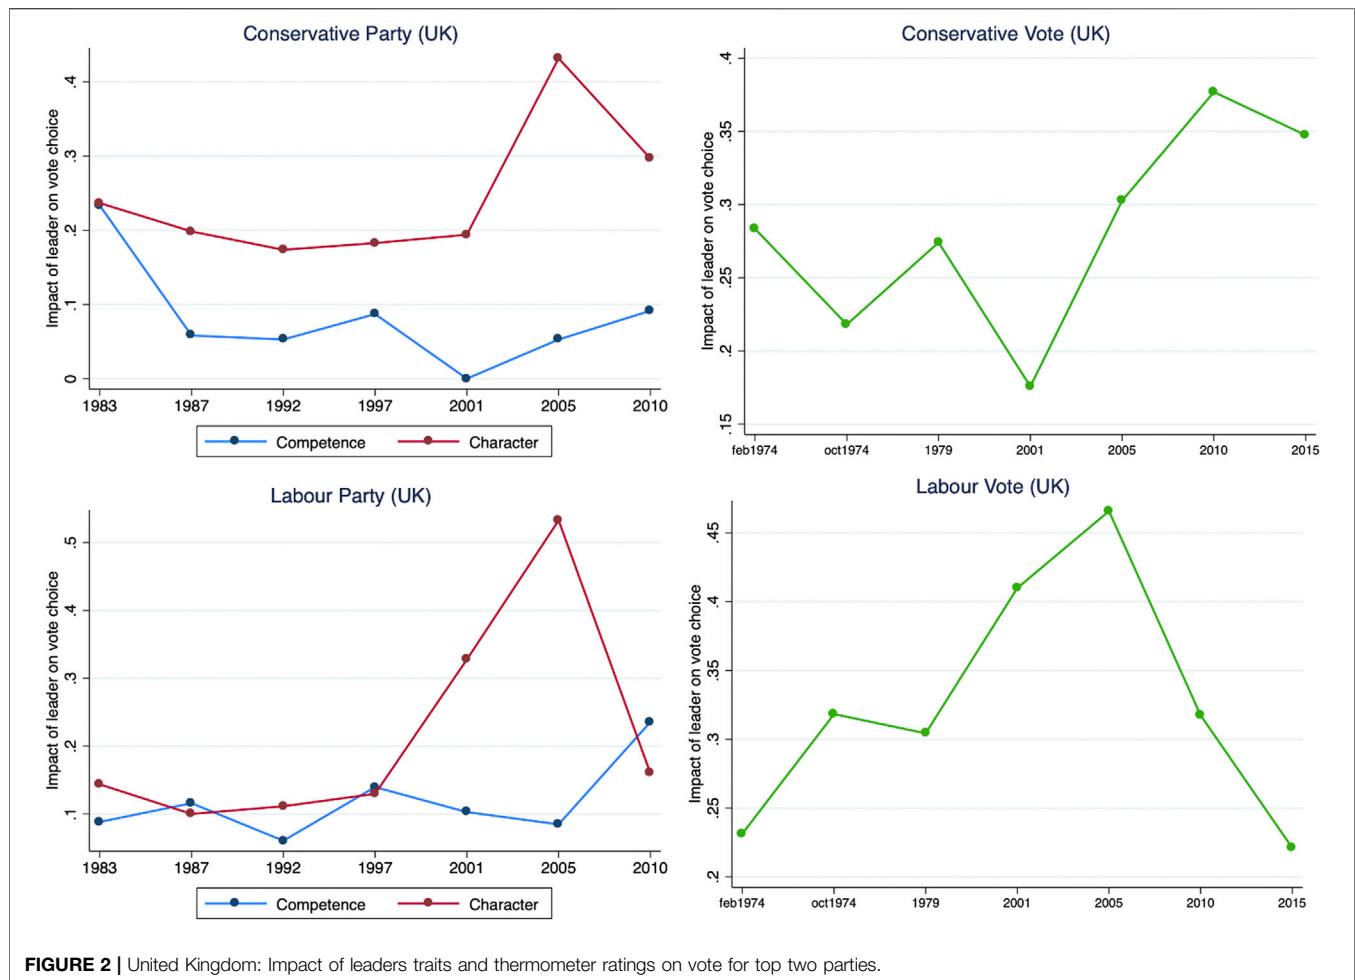 Conservative Party (UK)
Impact of leader on vote choice
.4
.3
.2
.1
0
1983 1987 1992 1997 2001 2005 2010
Competence Character
Conservative Vote (UK)
Impact of leader on vote choice
.4
.35
.3
.25
.2
.15
feb1974 oct1974 1979 2001 2005 2010 2015
Labour Party (UK)
Impact of leader on vote choice
.5
.4
.3
.2
.1
1983 1987 1992 1997 2001 2005 2010
Competence Character
Labour Vote (UK)
Impact of leader on vote choice
.45
.4
.35
.3
.25
.2
feb1974 oct1974 1979 2001 2005 2010 2015
FIGURE 2 | United Kingdom: Impact of leaders traits and thermometer ratings on vote for top two parties.